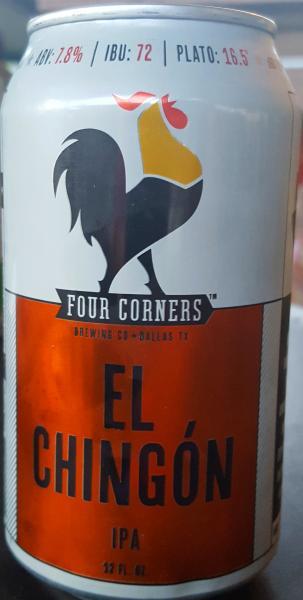 ABV: 7.8% | IBU: 72 | PLATO: 16.5°
FOUR CORNERS™
BREWING CO • DALLAS TX
EL
CHINGÓN
IPA
12 FL. OZ.